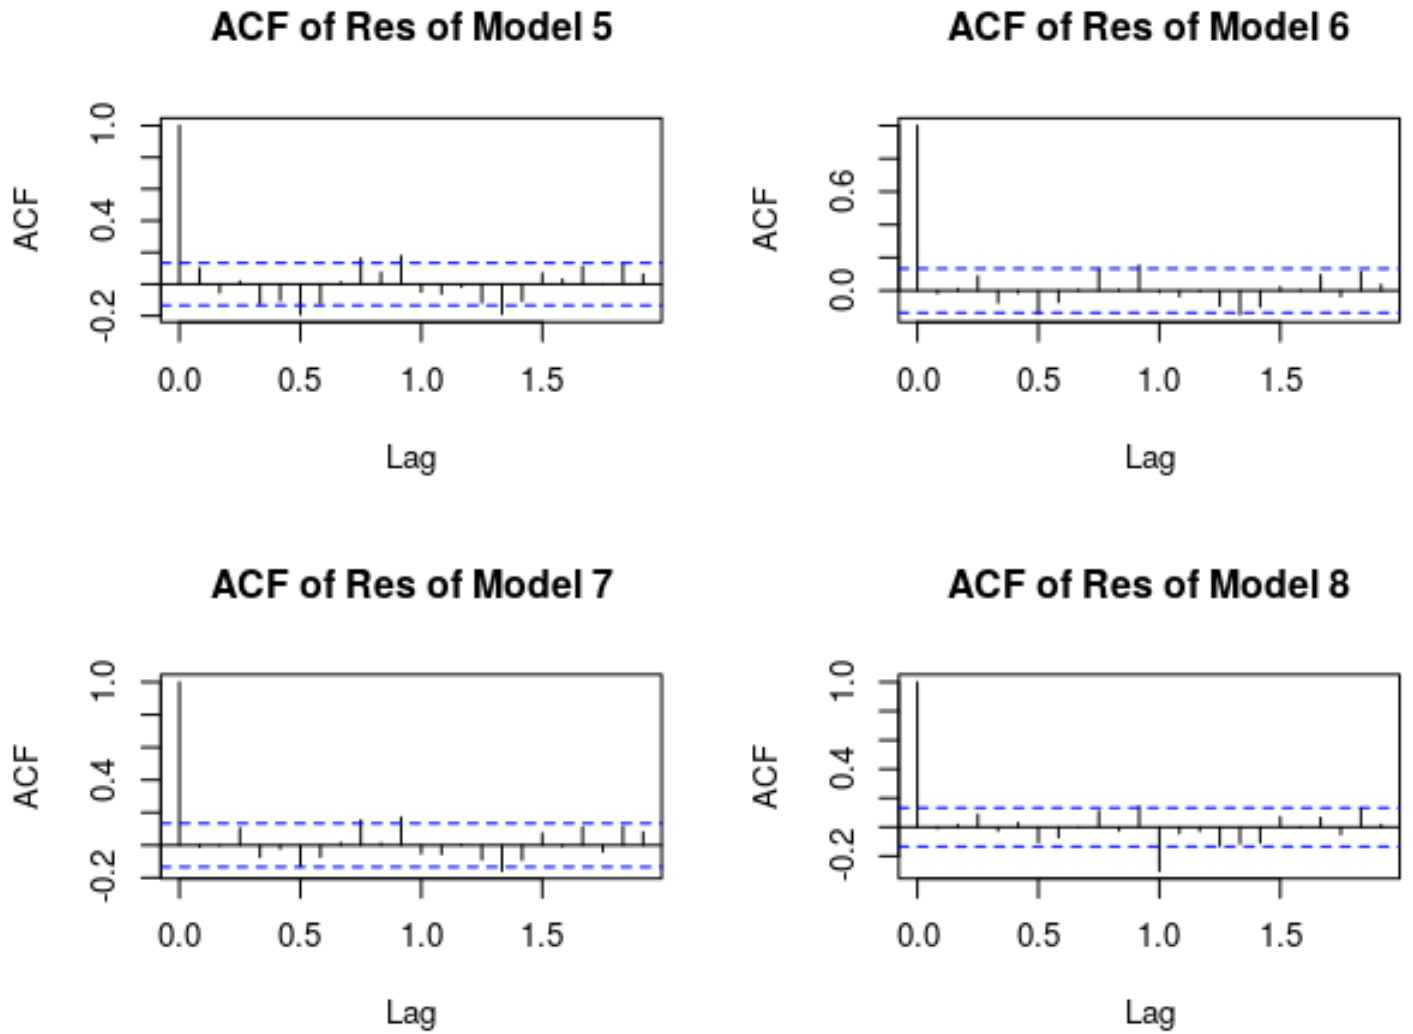 ACF of Res of Model 5
ACF
1.0
0.4
-0.2
0.0 0.5 1.0 1.5
Lag
ACF of Res of Model 6
ACF
0.6
0.0
0.0 0.5 1.0 1.5
Lag
ACF of Res of Model 7
ACF
1.0
0.4
-0.2
0.0 0.5 1.0 1.5
Lag
ACF of Res of Model 8
ACF
1.0
0.4
-0.2
0.0 0.5 1.0 1.5
Lag